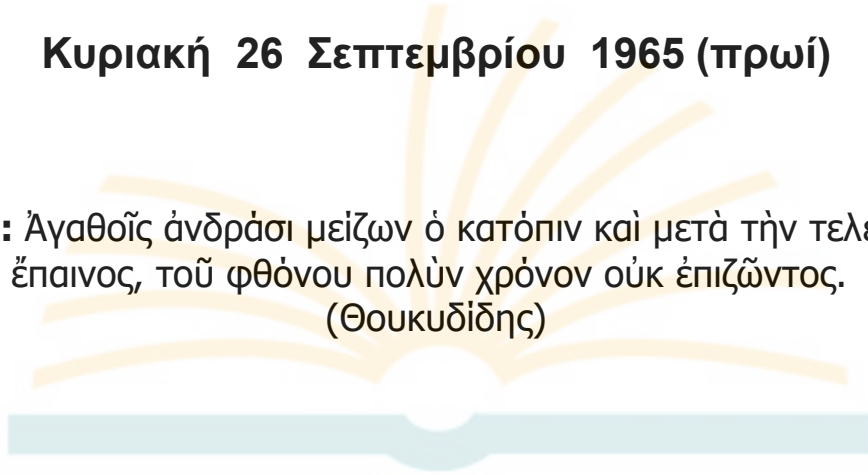 Κυριακή 26 Σεπτεμβρίου 1965 (πρωί)
: Ἀγαθοῖς ἀνδράσι μείζων ὁ κατόπιν καὶ μετὰ τὴν
ἔπαινος, τοῦ φθόνου πολὺν χρόνον οὐκ ἐπιζῶντος.
(Θουκυδίδης)